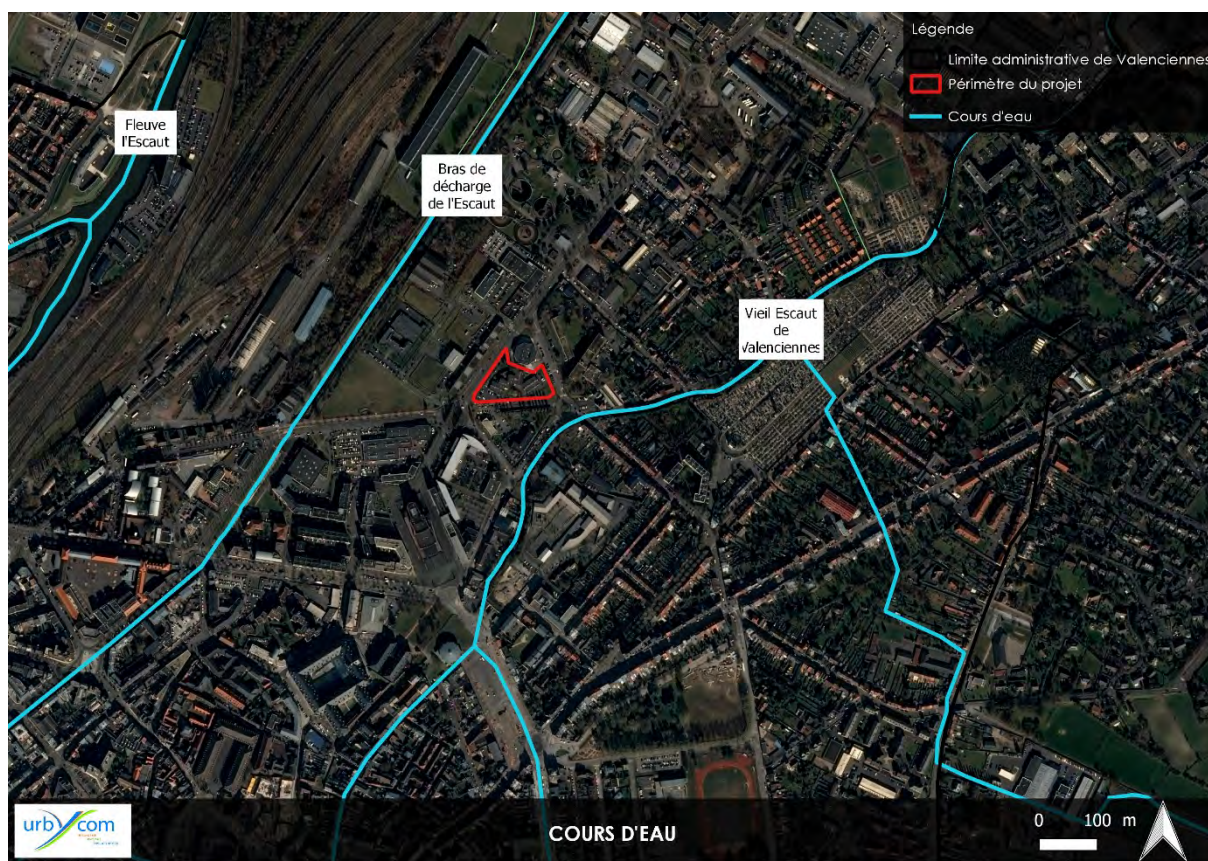 Légende
Limite administrative de Valenciennes
Périmètre du projet
Cours d'eau
Fleuve
l'Escaut
Bras de
décharge
de l'Escaut
Vieil Escaut
de
Valenciennes
urbycom
COURS D'EAU
0 100 m